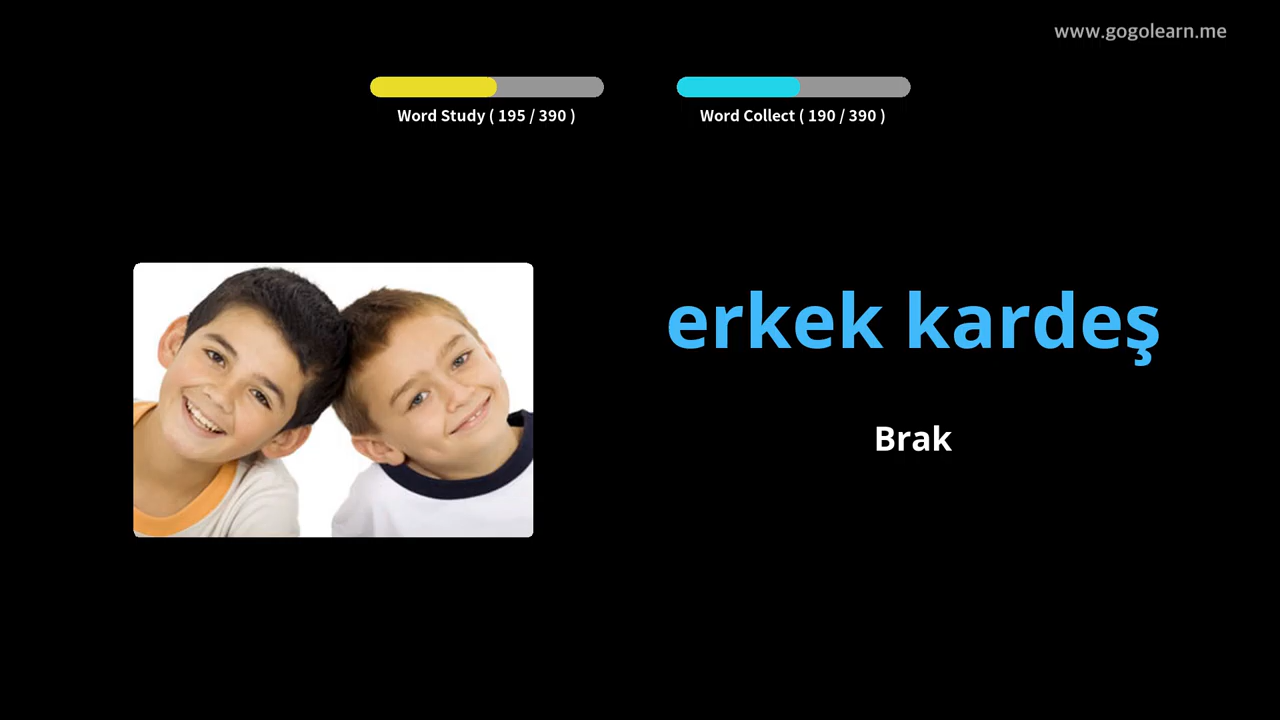 www.gogolearn.me
Word Study ( 195 / 390 )
Word Collect ( 190 / 390 )
erkek kardeş
Brak